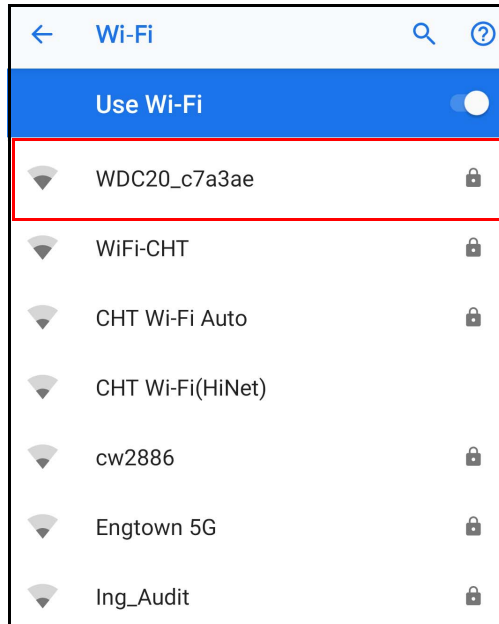 Wi-Fi
Use Wi-Fi
WDC20_c7a3ae
WiFi-CHT
CHT Wi-Fi Auto
CHT Wi-Fi(HiNet)
cw2886
Engtown 5G
Ing_Audit